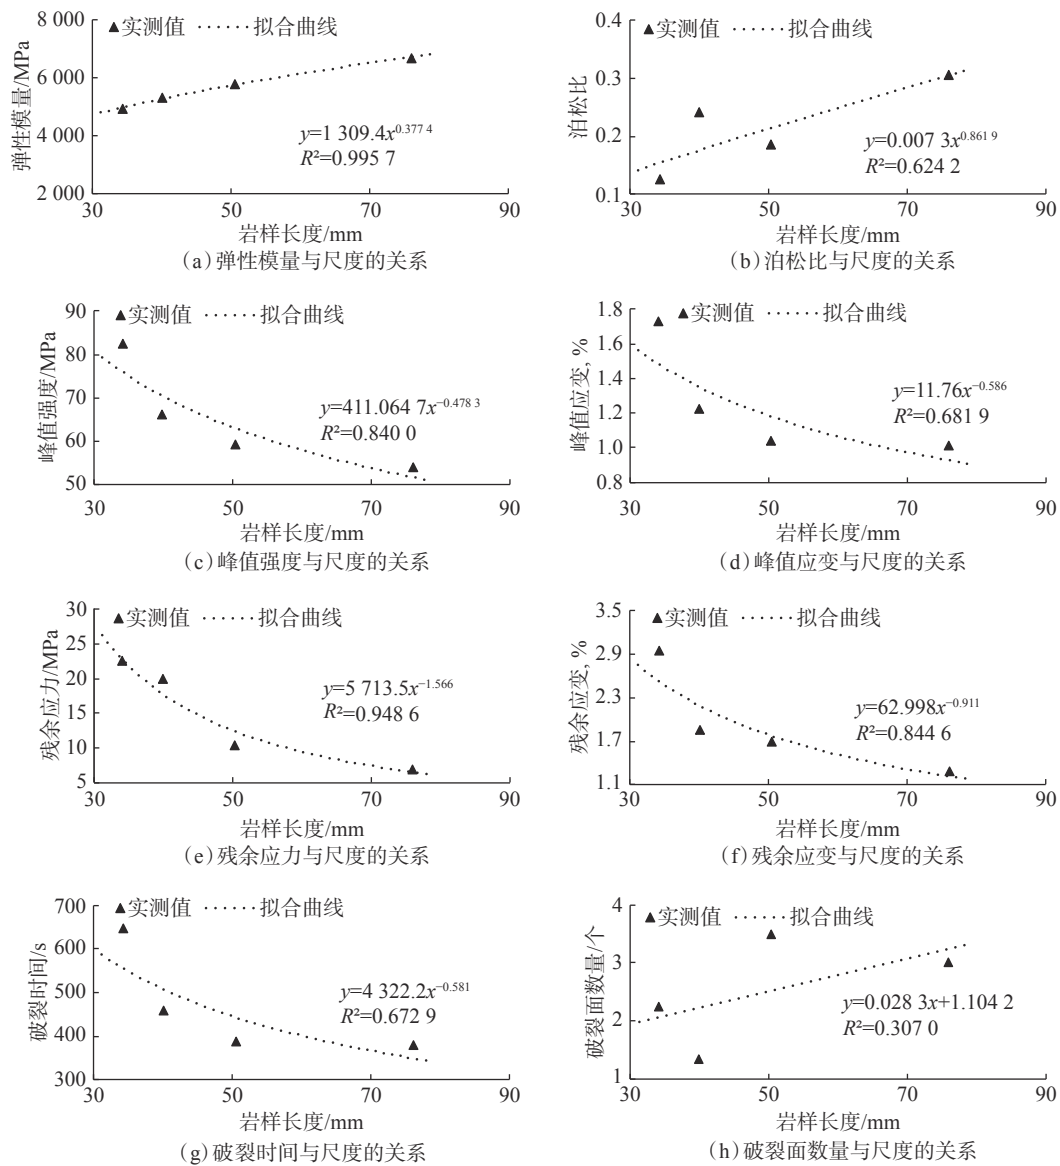 8 000
6 000
4 000
2 000
弹性模量/MPa
▲实测值 ······拟合曲线
y=1 309.4x^0.377 4
R²=0.995 7
30 50 70 90
岩样长度/mm
(a)弹性模量与尺度的关系
0.4
0.3
0.2
0.1
泊松比
▲实测值 ······拟合曲线
y=0.007 3x^0.861 9
R²=0.624 2
30 50 70 90
岩样长度/mm
(b)泊松比与尺度的关系
90
80
70
60
50
峰值强度/MPa
▲实测值 ······拟合曲线
y=411.064 7x^−0.478 3
R²=0.840 0
30 50 70 90
岩样长度/mm
(c)峰值强度与尺度的关系
1.8
1.6
1.4
1.2
1.0
0.8
峰值应变, %
▲实测值 ······拟合曲线
y=11.76x^−0.586
R²=0.681 9
30 50 70 90
岩样长度/mm
(d)峰值应变与尺度的关系
30
25
20
15
10
5
残余应力/MPa
▲实测值 ······拟合曲线
y=5 713.5x^−1.566
R²=0.948 6
30 50 70 90
岩样长度/mm
(e)残余应力与尺度的关系
3.5
2.9
2.3
1.7
1.1
残余应变, %
▲实测值 ······拟合曲线
y=62.998x^−0.911
R²=0.844 6
30 50 70 90
岩样长度/mm
(f)残余应变与尺度的关系
700
600
500
400
300
破裂时间/s
▲实测值 ······拟合曲线
y=4 322.2x^−0.581
R²=0.672 9
30 50 70 90
岩样长度/mm
(g)破裂时间与尺度的关系
4
3
2
1
破裂面数量/个
▲实测值 ······拟合曲线
y=0.028 3x+1.104 2
R²=0.307 0
30 50 70 90
岩样长度/mm
(h)破裂面数量与尺度的关系